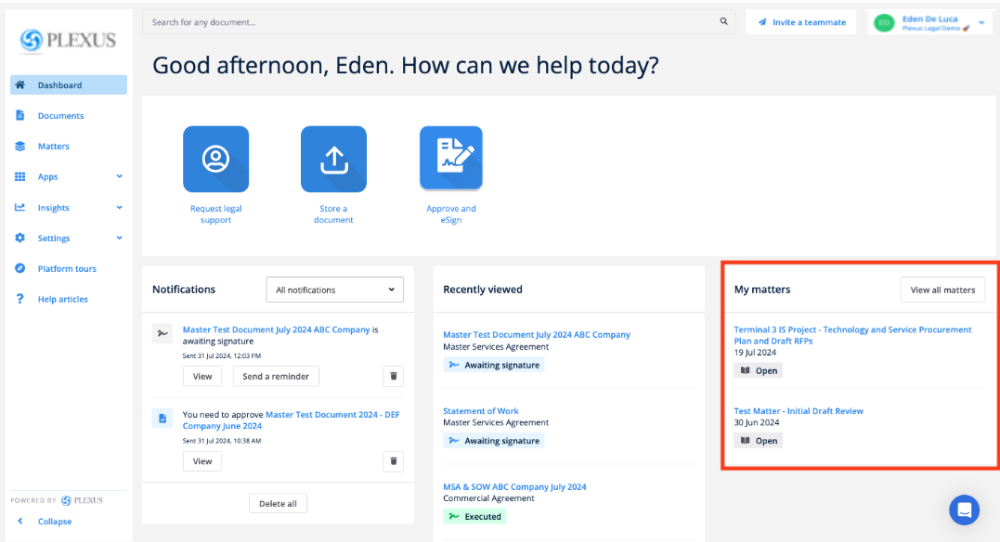 PLEXUS
Search for any document...
Invite a teammate
ED
Eden De Luca
Plexus Legal Demo 🚀
Dashboard
Documents
Matters
Apps
Insights
Settings
Platform tours
Help articles
POWERED BY PLEXUS
Collapse
Good afternoon, Eden. How can we help today?
Request legal
support
Store a
document
Approve and
eSign
Notifications
All notifications
Master Test Document July 2024 ABC Company is
awaiting signature
Sent 31 Jul 2024, 12:03 PM
View
Send a reminder
You need to approve Master Test Document 2024 - DEF
Company June 2024
Sent 31 Jul 2024, 10:38 AM
View
Delete all
Recently viewed
Master Test Document July 2024 ABC Company
Master Services Agreement
Awaiting signature
Statement of Work
Master Services Agreement
Awaiting signature
MSA & SOW ABC Company July 2024
Commercial Agreement
Executed
My matters
View all matters
Terminal 3 IS Project - Technology and Service Procurement
Plan and Draft RFPs
19 Jul 2024
Open
Test Matter - Initial Draft Review
30 Jun 2024
Open